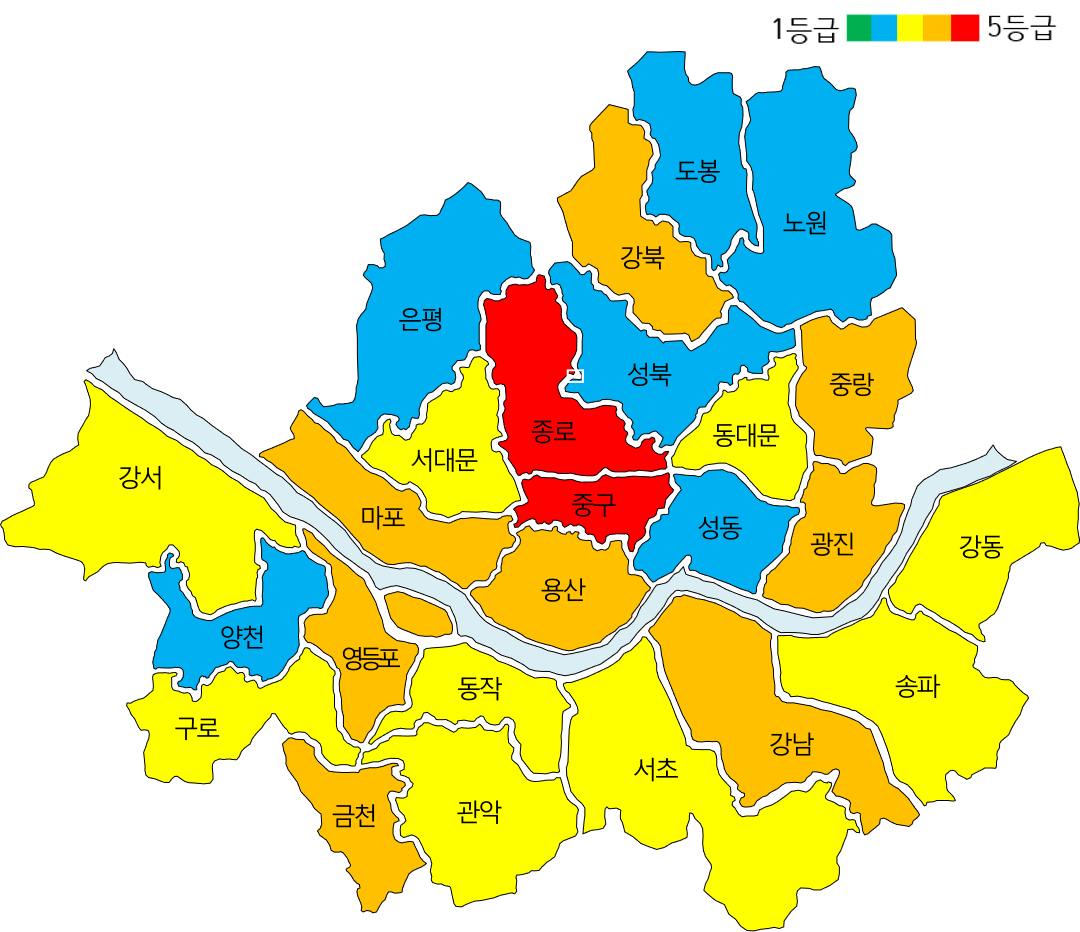 1등급 5등급
도봉
노원
강북
은평
성북
중랑
종로
동대문
서대문
강서
중구
마포
성동
광진
강동
용산
양천
영등포
동작
송파
구로
강남
서초
관악
금천